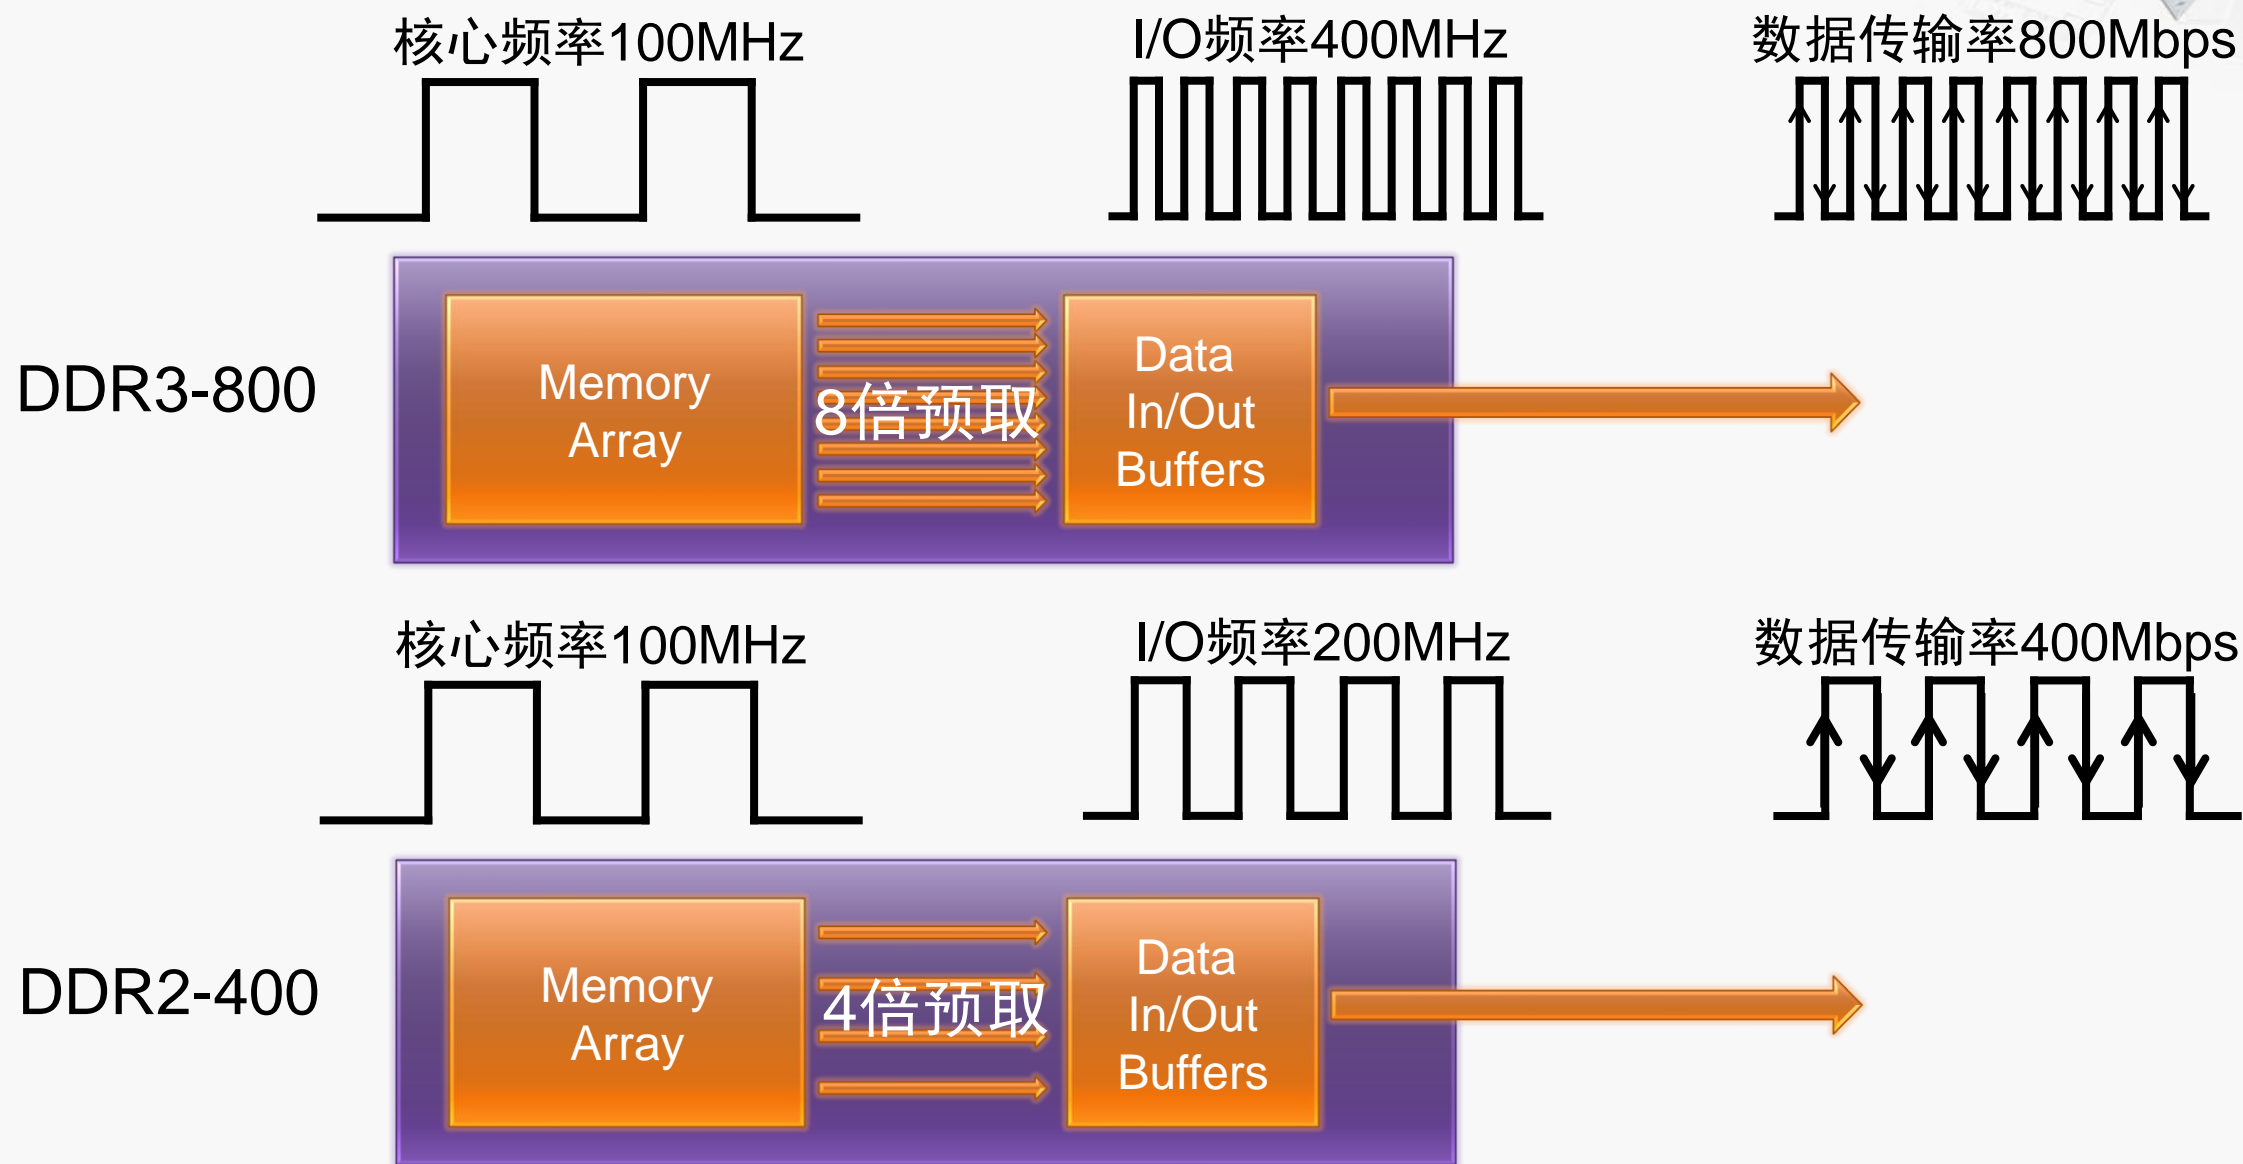 核心频率100MHz
I/O频率400MHz
数据传输率800Mbps
DDR3-800
Memory
Array
8倍预取
Data
In/Out
Buffers
核心频率100MHz
I/O频率200MHz
数据传输率400Mbps
DDR2-400
Memory
Array
4倍预取
Data
In/Out
Buffers